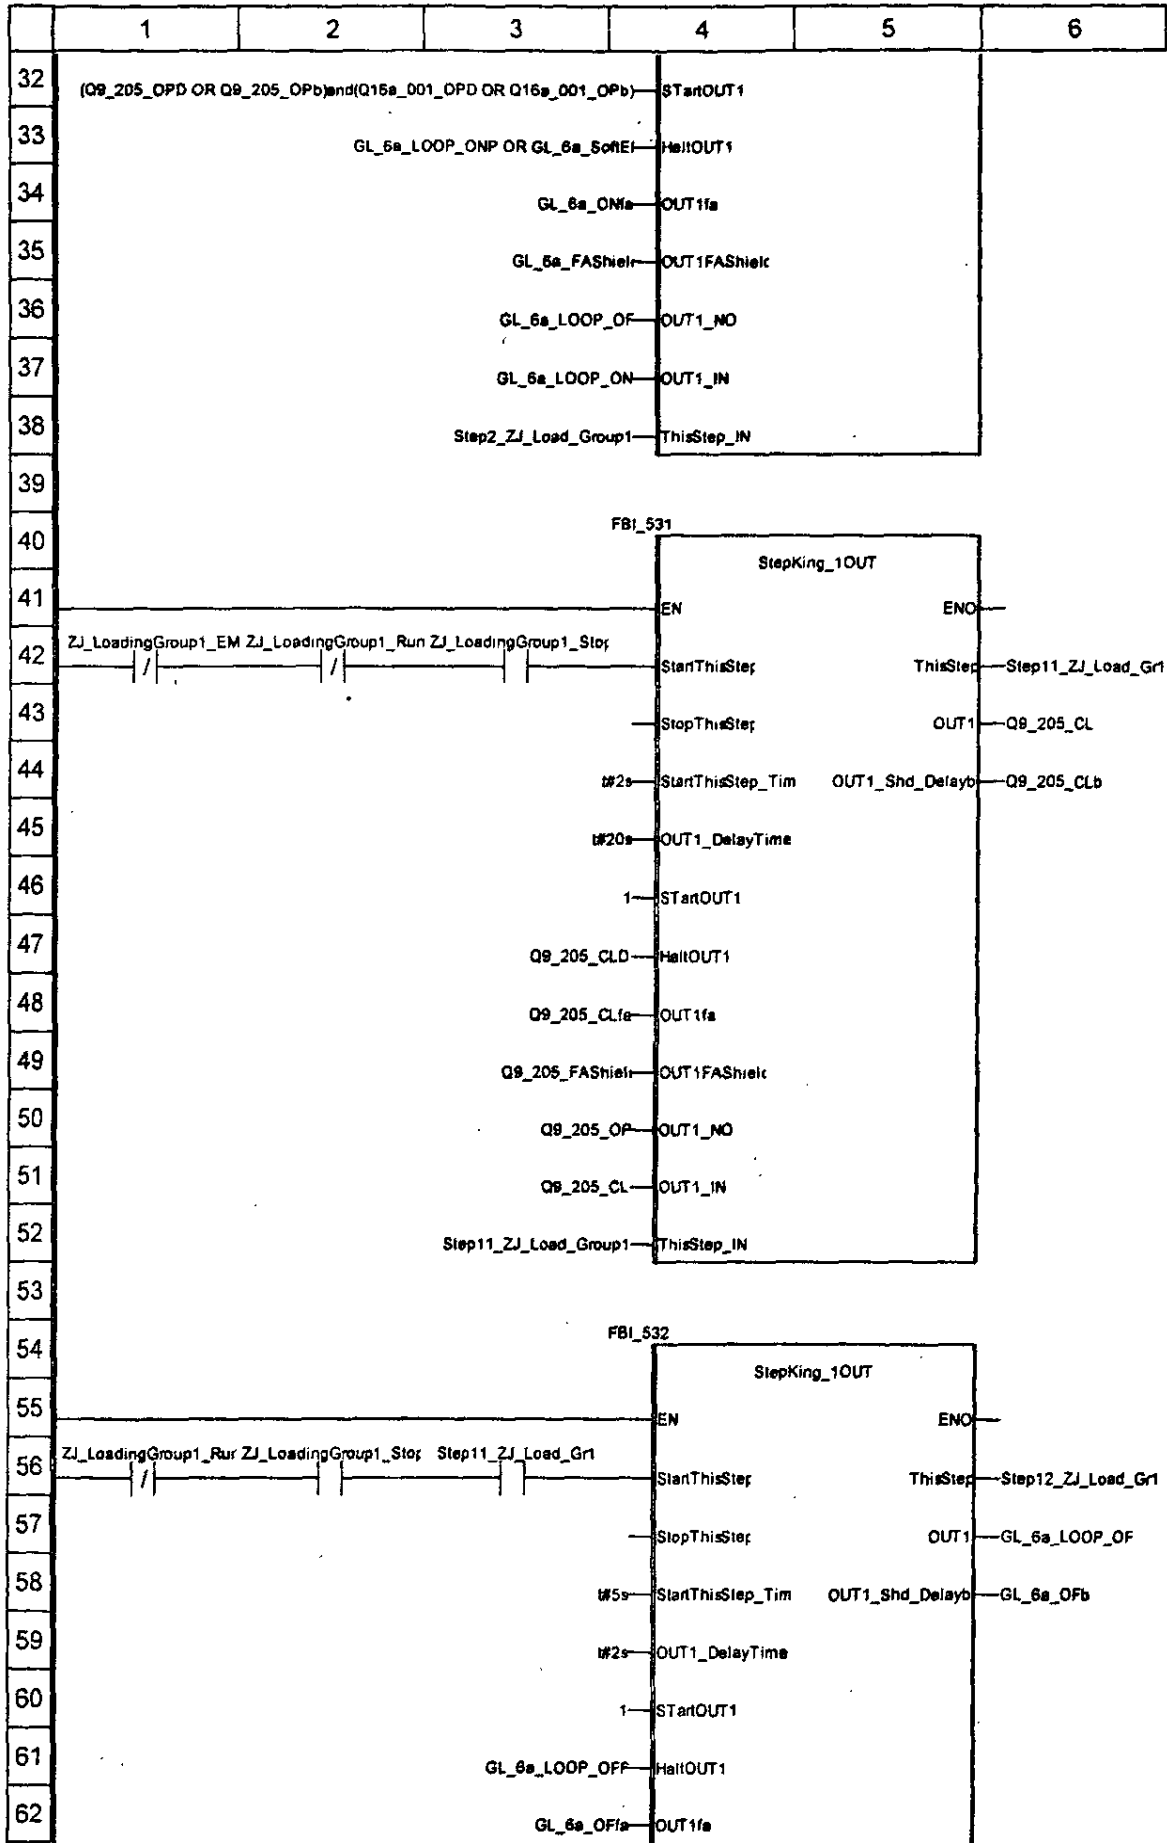 1 2 3 4 5 6
32 (Q9_205_OPD OR Q9_205_OPb)and(Q16a_001_OPD OR Q16a_001_OPb) STartOUT1
33 GL_6a_LOOP_ONP OR GL_6a_SoftEl HaltOUT1
34 GL_6a_ONfa OUT1fa
35 GL_6a_FAShielr OUT1FAShielc
36 GL_6a_LOOP_OF OUT1_NO
37 GL_6a_LOOP_ON OUT1_IN
38 Step2_ZJ_Load_Group1 ThisStep_IN
39
40 FBI_531 StepKing_1OUT
41 EN ENO
42 ZJ_LoadingGroup1_EM ZJ_LoadingGroup1_Run ZJ_LoadingGroup1_Stop StartThisStep ThisStep Step11_ZJ_Load_Gr1
43 StopThisStep OUT1 Q9_205_CL
44 t#2s StartThisStep_Tim OUT1_Shd_Delayb Q9_205_CLb
45 t#20s OUT1_DelayTime
46 1 STartOUT1
47 Q9_205_CLD HaltOUT1
48 Q9_205_CLfa OUT1fa
49 Q9_205_FAShielr OUT1FAShielc
50 Q9_205_OP OUT1_NO
51 Q9_205_CL OUT1_IN
52 Step11_ZJ_Load_Group1 ThisStep_IN
53
54 FBI_532 StepKing_1OUT
55 EN ENO
56 ZJ_LoadingGroup1_Rur ZJ_LoadingGroup1_Stop Step11_ZJ_Load_Gr1 StartThisStep ThisStep Step12_ZJ_Load_Gr1
57 StopThisStep OUT1 GL_6a_LOOP_OF
58 t#5s StartThisStep_Tim OUT1_Shd_Delayb GL_6a_OFb
59 t#2s OUT1_DelayTime
60 1 STartOUT1
61 GL_6a_LOOP_OFF HaltOUT1
62 GL_6a_OFfa OUT1fa